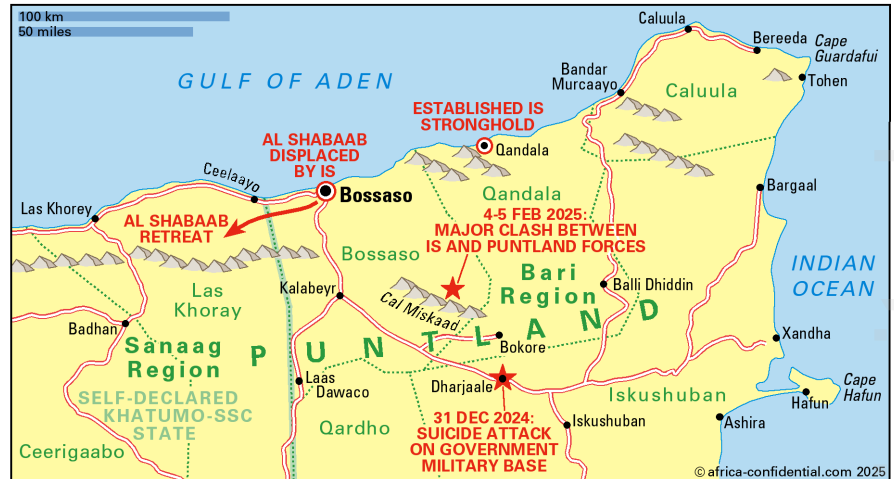 100 km
50 miles
GULF OF ADEN
Caluula
Bereeda
Cape
Guardafui
Tohen
Bandar
Murcaayo
Caluula
ESTABLISHED IS
STRONGHOLD
Qandala
AL SHABAAB
DISPLACED
BY IS
Ceelaayo
Bossaso
Las Khorey
AL SHABAAB
RETREAT
Qandala
Bargaal
4-5 FEB 2025:
MAJOR CLASH BETWEEN
IS AND PUNTLAND FORCES
Bossaso
INDIAN
OCEAN
Bari
Region
Balli Dhiddin
Las
Khoray
Kalabeyr
Cal Miskaad
Badhan
Sanaag
Region
PUNTLAND
Bokore
Xandha
Laas
Dawaco
Dharjaale
SELF-DECLARED
KHATUMO-SSC
STATE
Iskushuban
Cape
Hafun
Hafun
Ashira
Qardho
31 DEC 2024:
SUICIDE ATTACK
ON GOVERNMENT
MILITARY BASE
Iskushuban
Ceerigaabo
© africa-confidential.com 2025